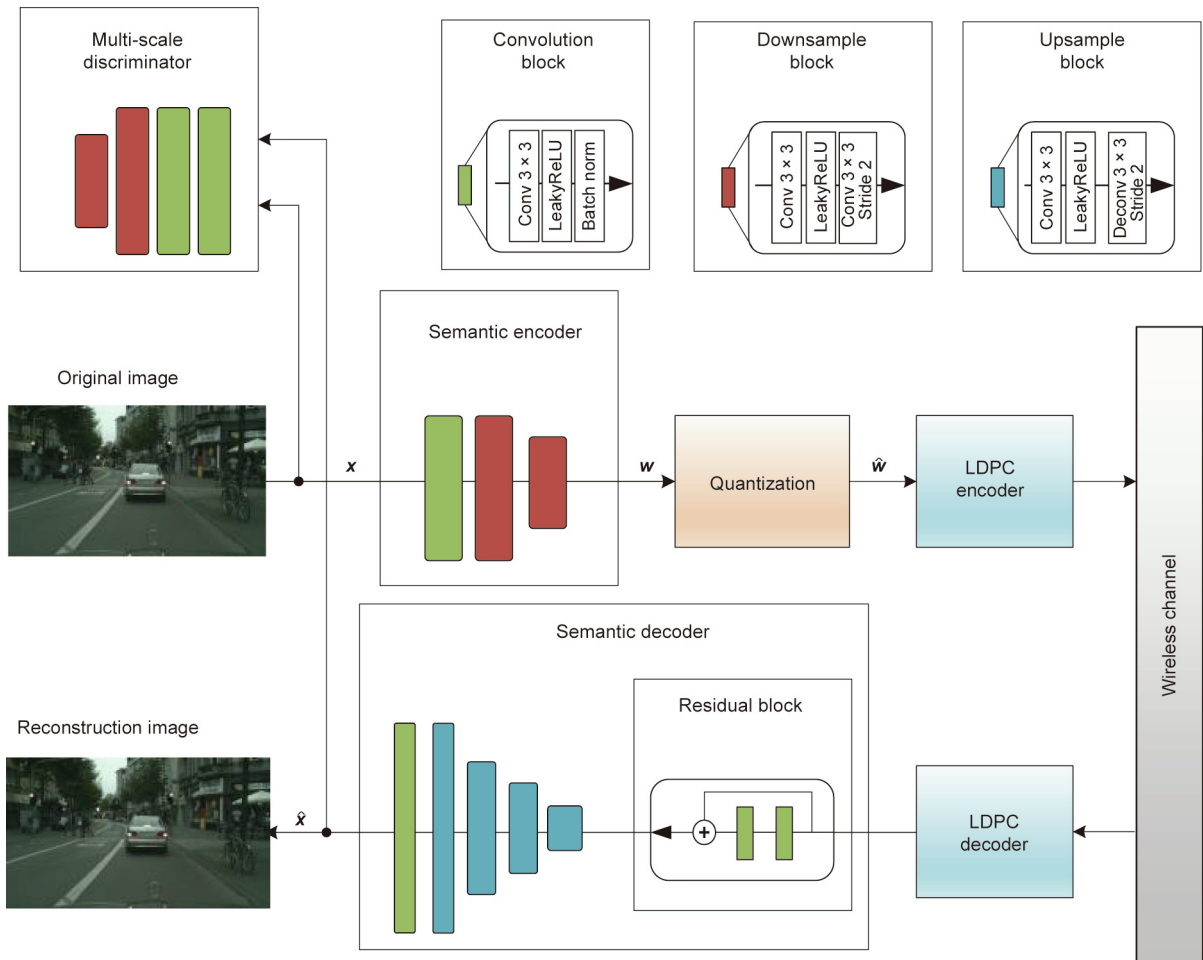 Multi-scale
discriminator
Convolution
block
Conv 3 × 3
LeakyReLU
Batch norm
Downsample
block
Conv 3 × 3
LeakyReLU
Conv 3 × 3
Stride 2
Upsample
block
Conv 3 × 3
LeakyReLU
Deconv 3 × 3
Stride 2
Original image
x
Semantic encoder
w
Quantization
ŵ
LDPC
encoder
Wireless channel
Semantic decoder
Residual block
+
LDPC
decoder
Reconstruction image
x̂